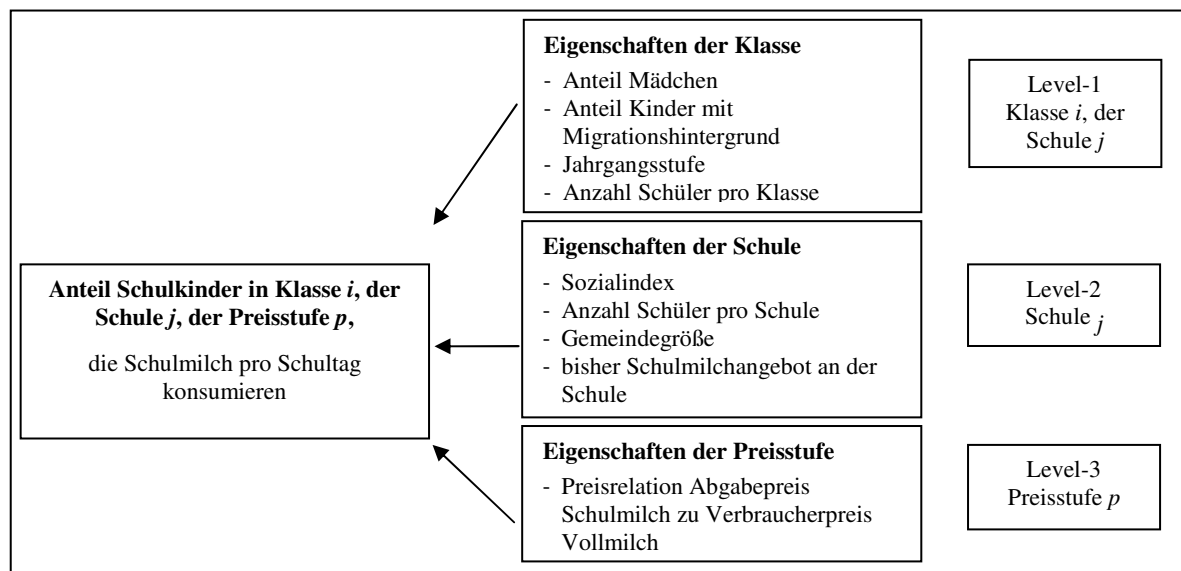 Eigenschaften der Klasse
- Anteil Mädchen
- Anteil Kinder mit
Migrationshintergrund
- Jahrgangsstufe
- Anzahl Schüler pro Klasse
Level-1
Klasse i, der
Schule j
Anteil Schulkinder in Klasse i, der
Schule j, der Preisstufe p,
die Schulmilch pro Schultag
konsumieren
Eigenschaften der Schule
- Sozialindex
- Anzahl Schüler pro Schule
- Gemeindegröße
- bisher Schulmilchangebot an der
Schule
Level-2
Schule j
Eigenschaften der Preisstufe
- Preisrelation Abgabepreis
Schulmilch zu Verbraucherpreis
Vollmilch
Level-3
Preisstufe p